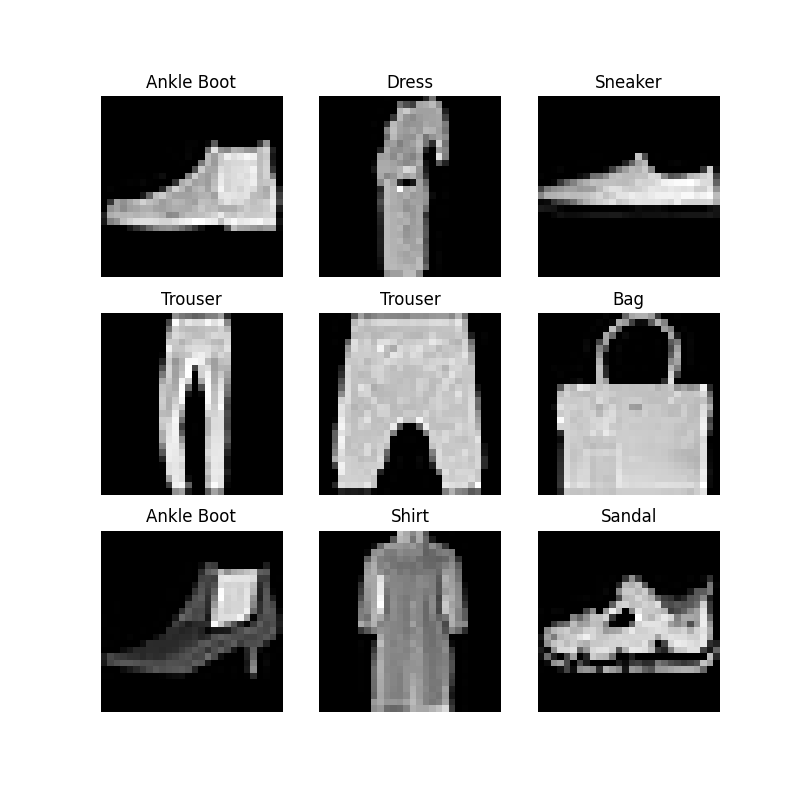 Ankle Boot
Dress
Sneaker
Trouser
Trouser
Bag
Ankle Boot
Shirt
Sandal